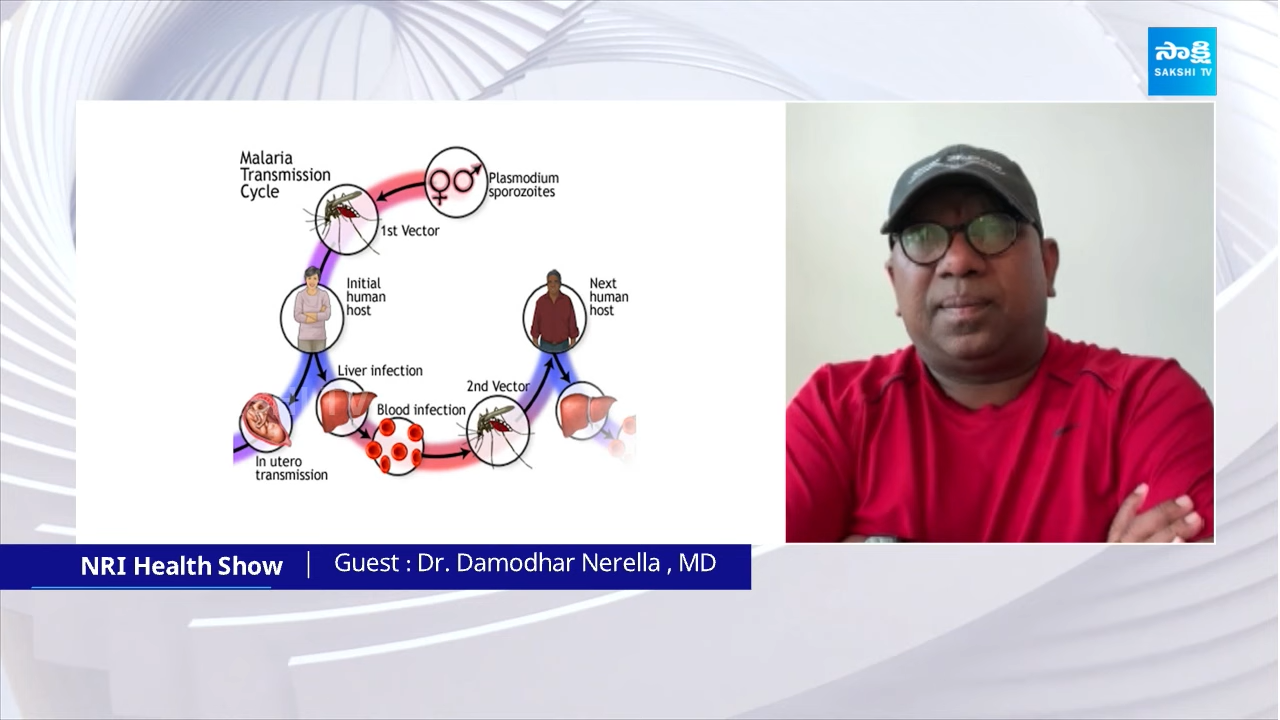 సాక్షి
SAKSHI TV
Malaria
Transmission
Cycle
Plasmodium
sporozoites
1st Vector
Initial
human
host
Next
human
host
Liver infection
2nd Vector
Blood infection
In utero
transmission
NRI Health Show | Guest : Dr. Damodhar Nerella , MD